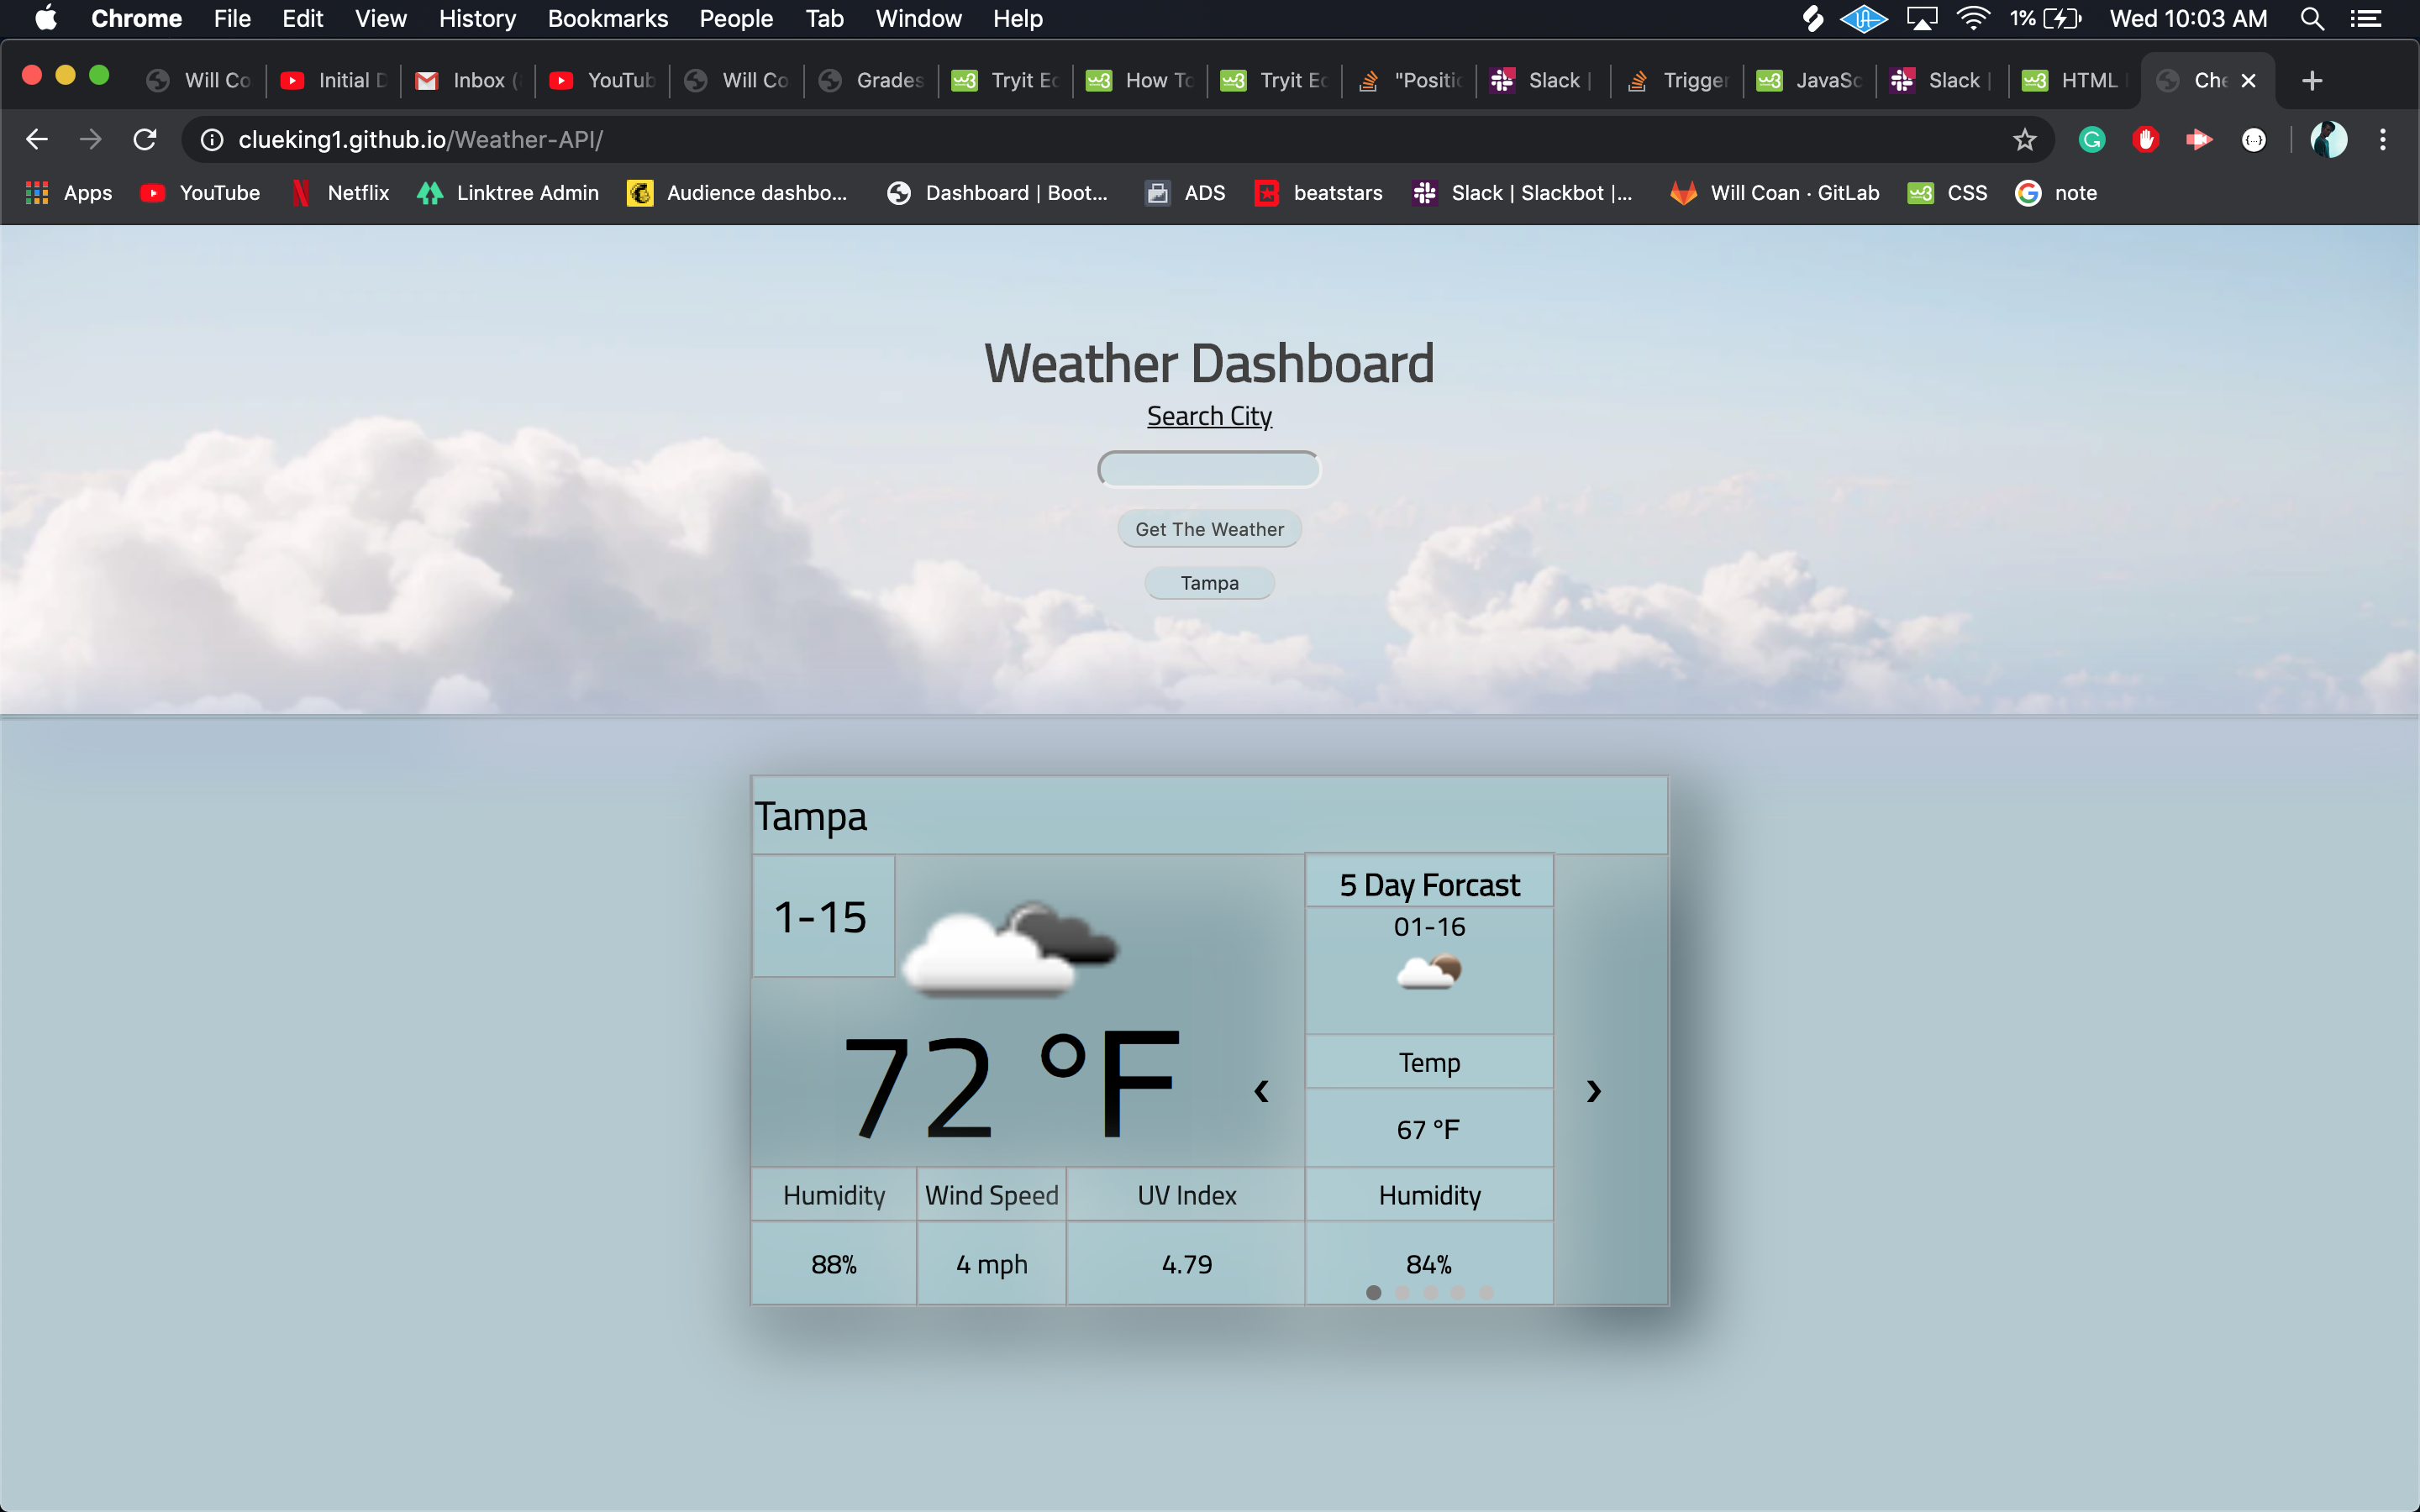 Chrome File Edit View History Bookmarks People Tab Window Help 1% Wed 10:03 AM
Will Co Initial D Inbox ( YouTub Will Co Grades Tryit Ec How To Tryit Ec "Positic Slack | Trigger JavaSc Slack | HTML Che
clueking1.github.io/Weather-API/
Apps YouTube Netflix Linktree Admin Audience dashbo... Dashboard | Boot... ADS beatstars Slack | Slackbot |... Will Coan · GitLab CSS note
Weather Dashboard
Search City
Get The Weather
Tampa
Tampa
1-15
72 °F
5 Day Forcast
01-16
Temp
67 °F
‹ ›
Humidity Wind Speed UV Index Humidity
88% 4 mph 4.79 84%